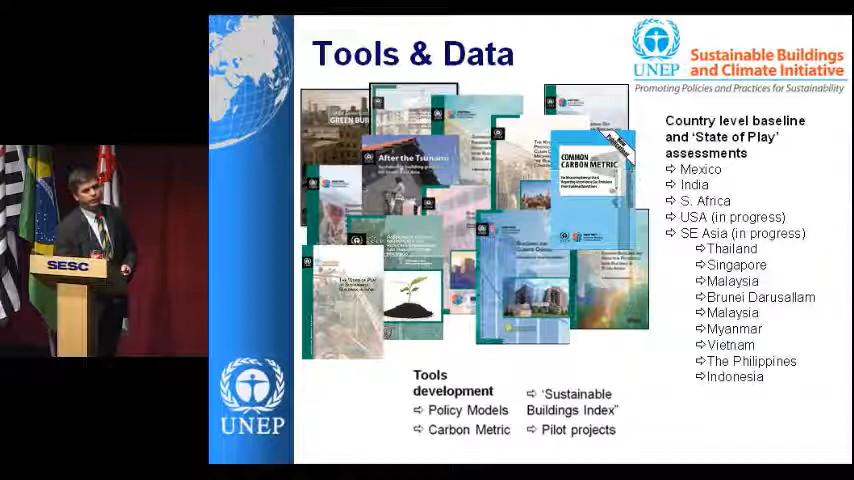 Tools & Data
UNEP
Sustainable Buildings
and Climate Initiative
Promoting Policies and Practices for Sustainability
GREEN BUI
After the Tsunami
COMMON
CARBON METRIC
New
Country level baseline
and ‘State of Play’
assessments
⇨ Mexico
⇨ India
⇨ S. Africa
⇨ USA (in progress)
⇨ SE Asia (in progress)
⇨Thailand
⇨Singapore
⇨Malaysia
⇨Brunei Darusallam
⇨Malaysia
⇨Myanmar
⇨Vietnam
⇨The Philippines
⇨Indonesia
Tools
development
⇨ Policy Models
⇨ Carbon Metric
⇨ ‘Sustainable
Buildings Index”
⇨ Pilot projects
UNEP
SESC